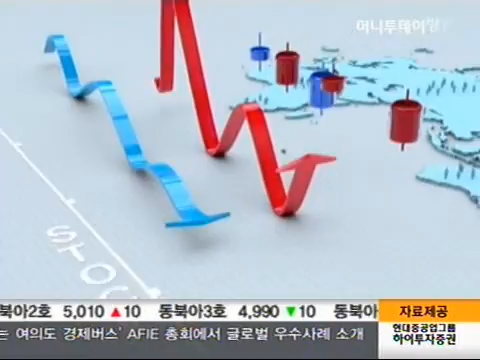 머니투데이방송
STOCK
북아2호 5,010 ▲10 동북아3호 4,990 ▼10 동북아
자료제공
는 여의도 경제버스' AFIE 총회에서 글로벌 우수사례 소개
현대중공업그룹
하이투자증권